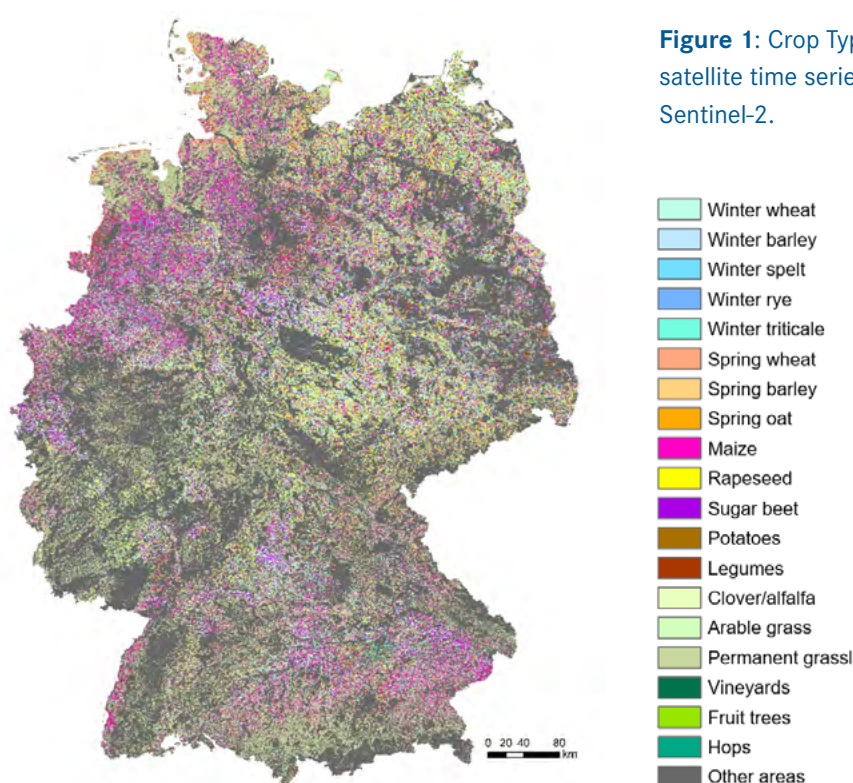 Figure 1: Crop Typ
satellite time serie
Sentinel-2.
Winter wheat
Winter barley
Winter spelt
Winter rye
Winter triticale
Spring wheat
Spring barley
Spring oat
Maize
Rapeseed
Sugar beet
Potatoes
Legumes
Clover/alfalfa
Arable grass
Permanent grassl
Vineyards
Fruit trees
Hops
Other areas
0 20 40 80
km